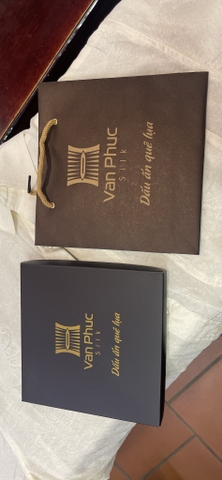 Vạn Phúc
Silk
Dấu ấn quê lụa
Vạn Phúc
Silk
Dấu ấn quê lụa